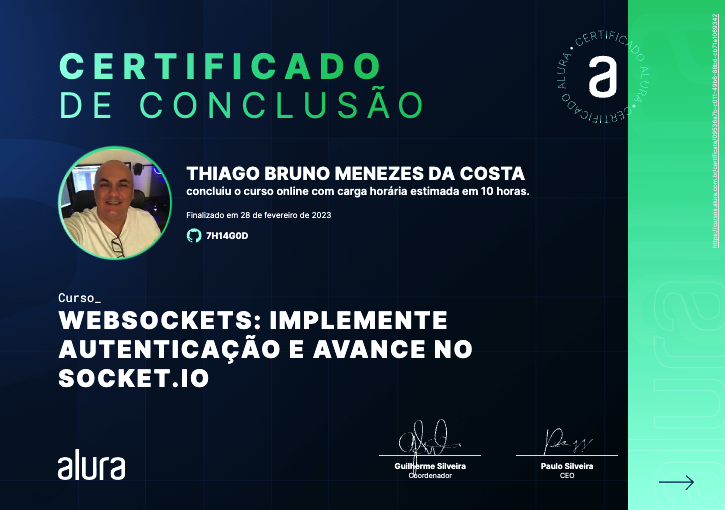 CERTIFICADO
DE CONCLUSÃO
ALURA • CERTIFICADO ALURA • CERTIFICADO
a
THIAGO BRUNO MENEZES DA COSTA
concluiu o curso online com carga horária estimada em 10 horas.
Finalizado em 28 de fevereiro de 2023
7H14G0D
Curso_
WEBSOCKETS: IMPLEMENTE
AUTENTICAÇÃO E AVANCE NO
SOCKET.IO
alura
Guilherme Silveira
Coordenador
Paulo Silveira
CEO
alura